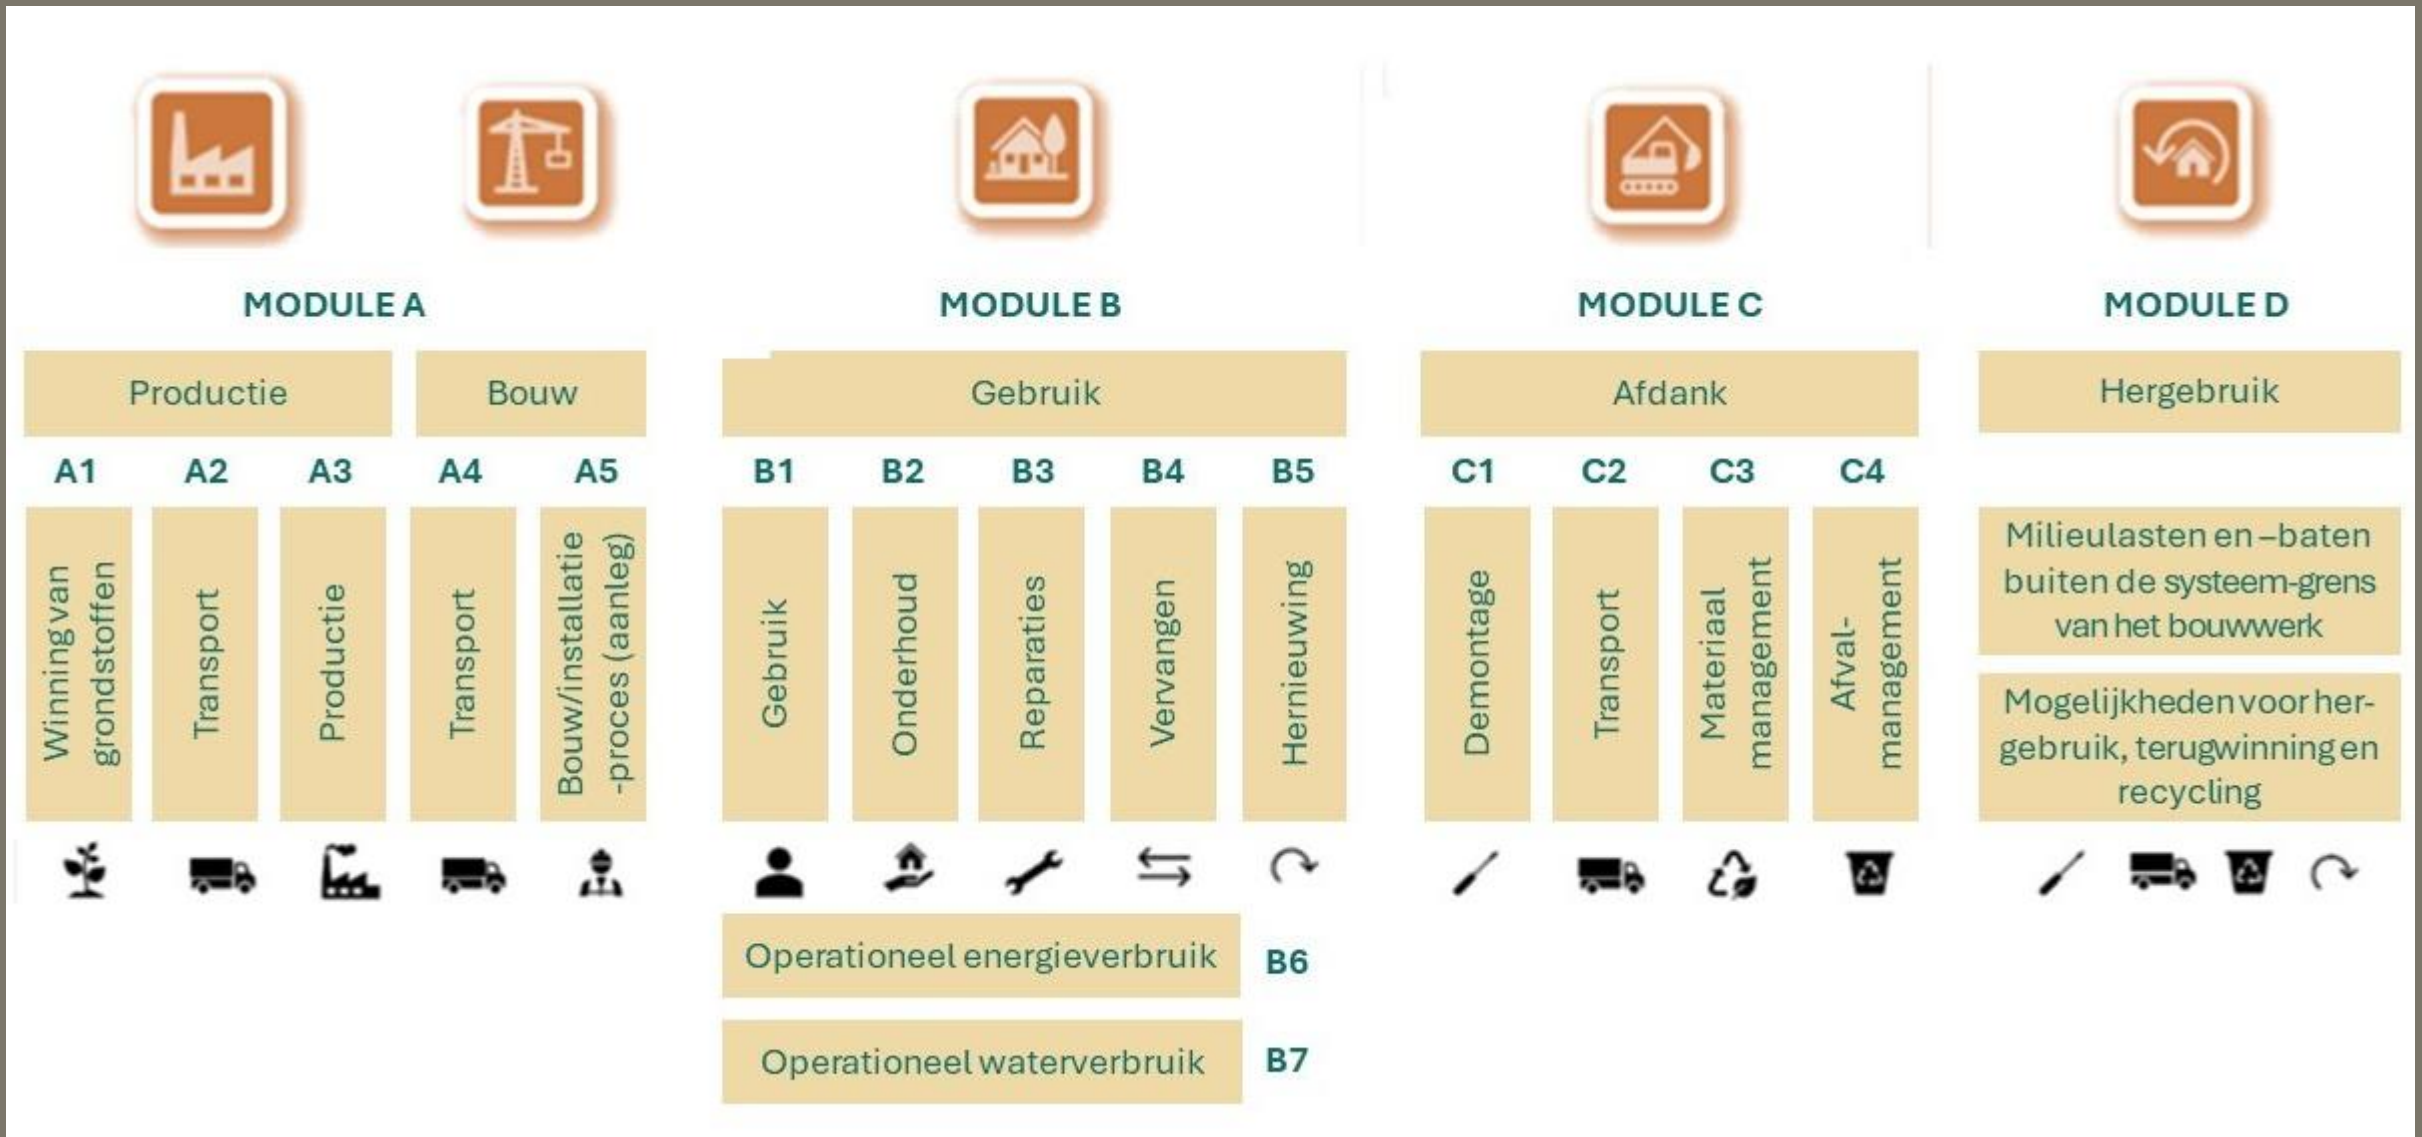 MODULE A
MODULE B
MODULE C
MODULE D
Productie
Bouw
Gebruik
Afdank
Hergebruik
A1
A2
A3
A4
A5
B1
B2
B3
B4
B5
C1
C2
C3
C4
Winning van
grondstoffen
Transport
Productie
Transport
Bouw/installatie
-proces (aanleg)
Gebruik
Onderhoud
Reparaties
Vervangen
Hernieuwing
Demontage
Transport
Materiaal
management
Afval-
management
Milieulasten en –baten
buiten de systeem-grens
van het bouwwerk
Mogelijkheden voor her-
gebruik, terugwinning en
recycling
Operationeel energieverbruik
B6
Operationeel waterverbruik
B7